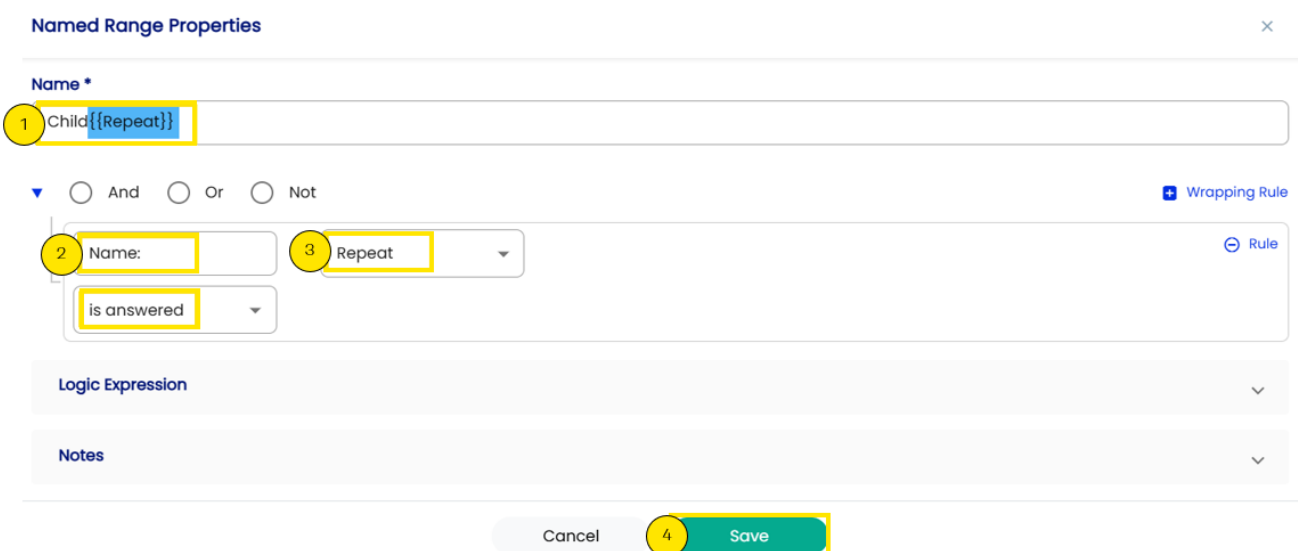 Named Range Properties ×
Name *
1 Child{{Repeat}}
And Or Not Wrapping Rule
2 Name: 3 Repeat Rule
is answered
Logic Expression
Notes
Cancel 4 Save